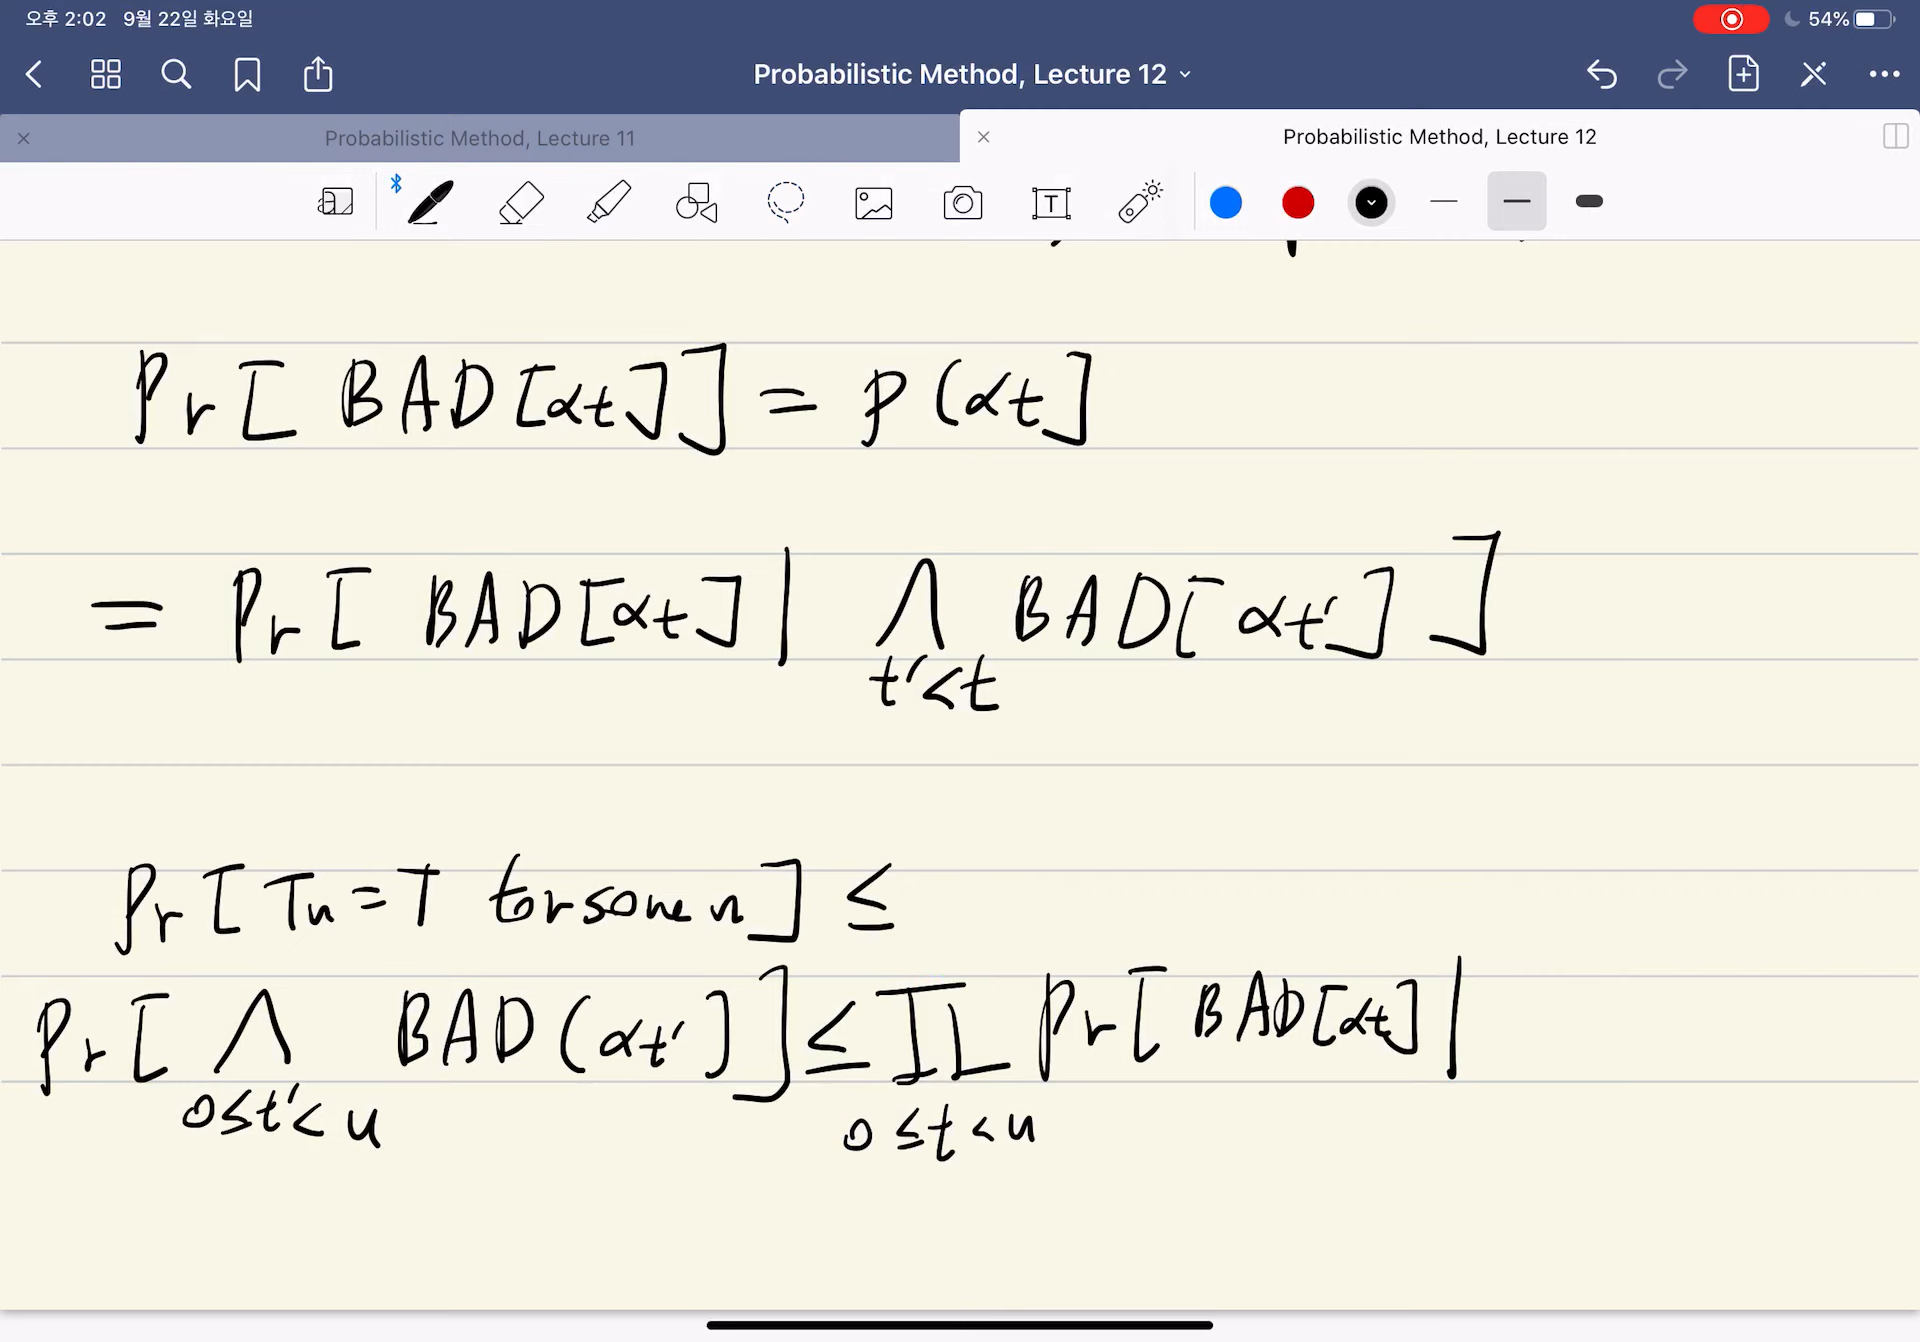 오후 2:02 9월 22일 화요일 54%
Probabilistic Method, Lecture 12
Probabilistic Method, Lecture 11 Probabilistic Method, Lecture 12
Pr[ BAD[αt]] = p(αt]
= Pr[ BAD[αt] | ⋀ BAD[αt'] ]
t'<t
Pr[Tu = T for some u] ≤
Pr[ ⋀ BAD(αt')] ] ≤ ∏ Pr[ BAD[αt] |
0≤t'<u 0≤t<u